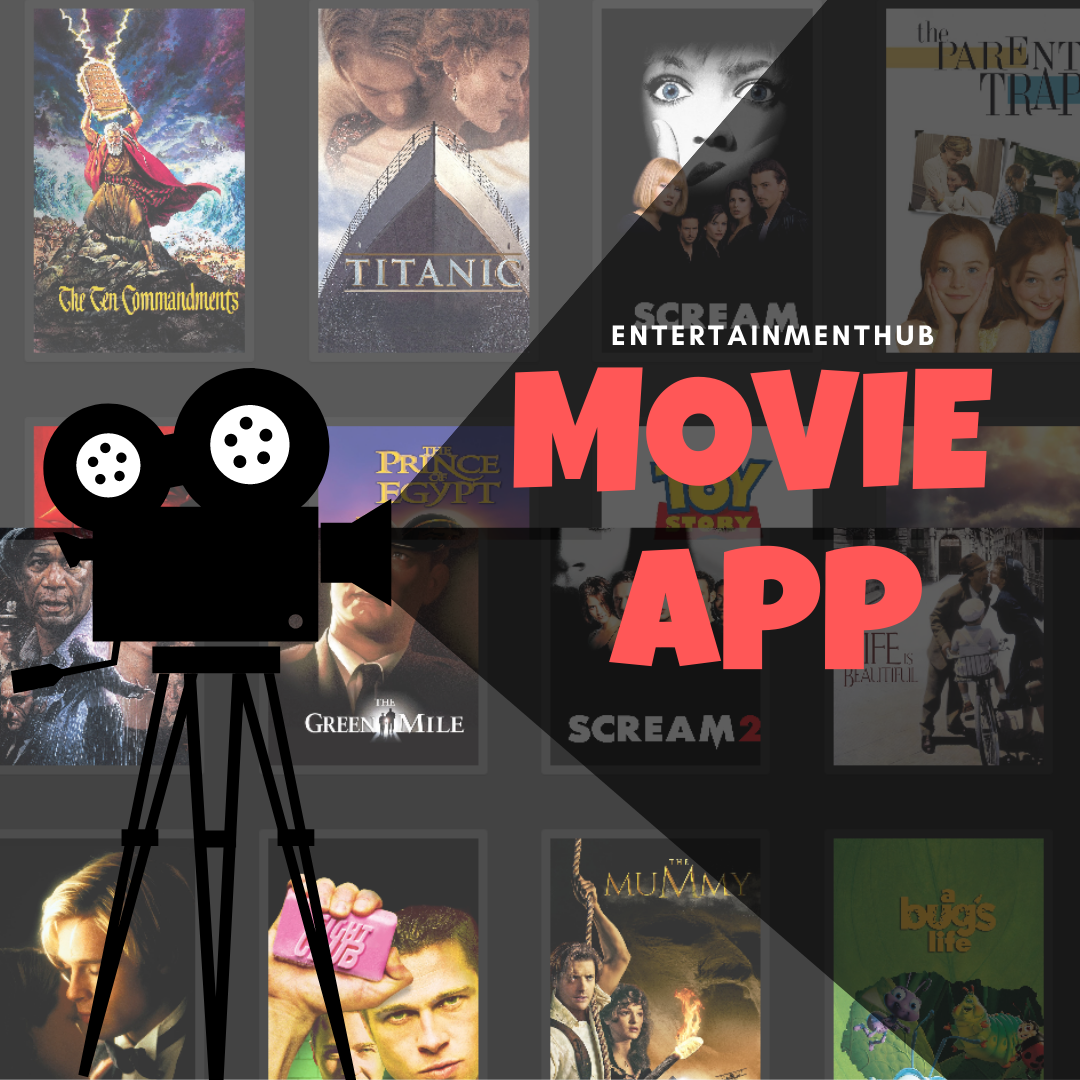 the
PARENT
TRAP
The Ten Commandments
TITANIC
SCREAM
ENTERTAINMENTHUB
MOVIE
APP
THE
PRINCE
OF
EGYPT
TOY
STORY
LIFE IS
BEAUTIFUL
THE
GREEN MILE
SCREAM 2
THE
MUMMY
FIGHT
CLUB
a
bug's
life